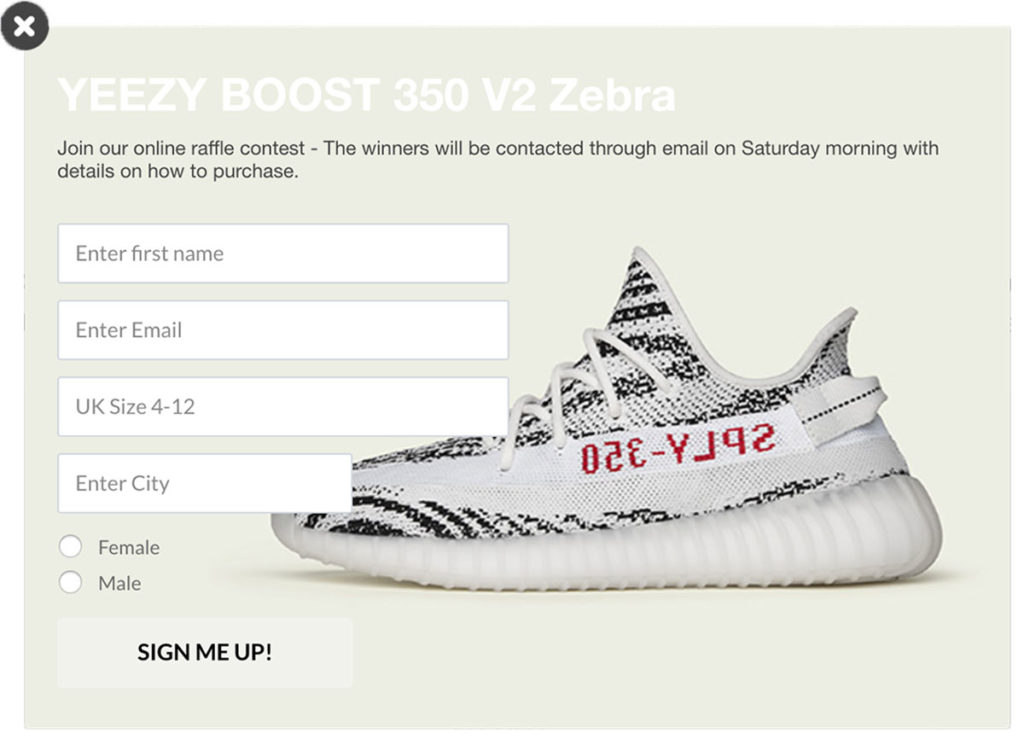 YEEZY BOOST 350 V2 Zebra
Join our online raffle contest - The winners will be contacted through email on Saturday morning with
details on how to purchase.
Enter first name
Enter Email
UK Size 4-12
SPLY-350
Enter City
Female
Male
SIGN ME UP!